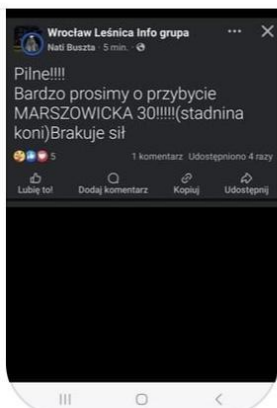 Wrocław Leśnica Info grupa
Nati Buszta · 5 min. ·
Pilne!!!!
Bardzo prosimy o przybycie
MARSZOWICKA 30!!!!!(stadnina
koni)Brakuje sił
5 1 komentarz Udostępniono 4 razy
Lubię to! Dodaj komentarz Kopiuj Udostępnij